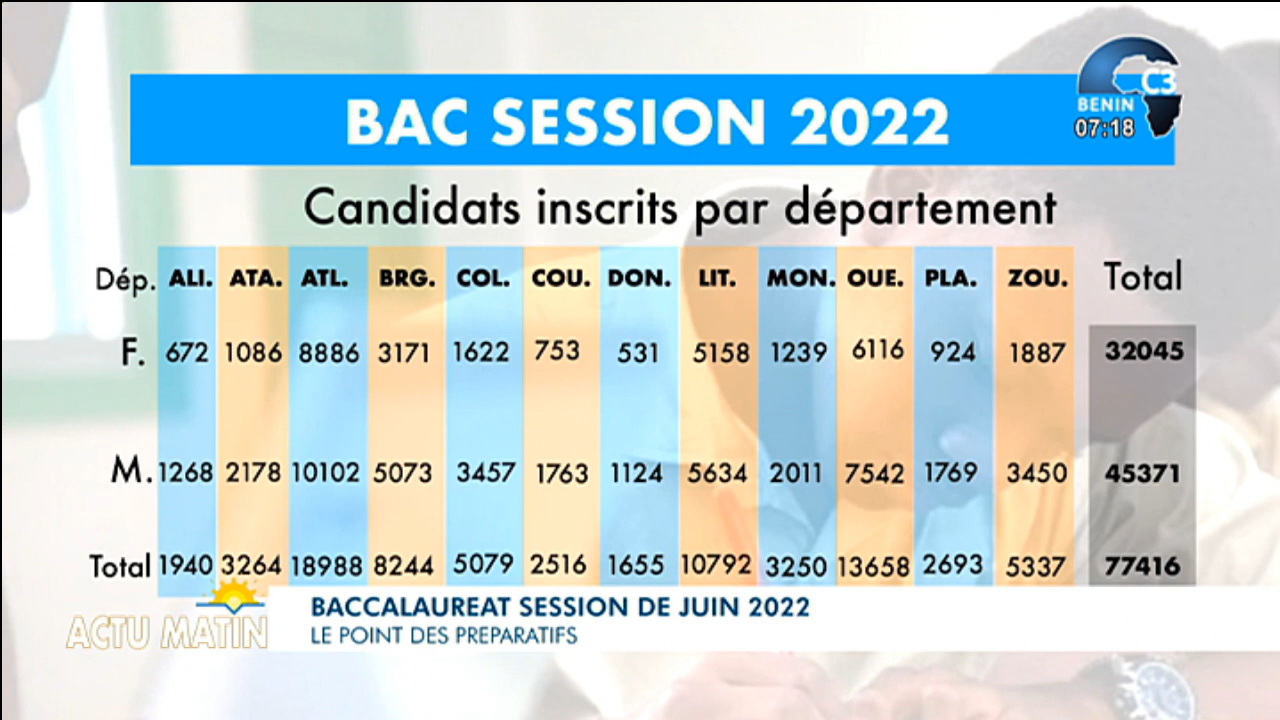 BAC SESSION 2022
C3
BENIN
07:18
Candidats inscrits par département
Dép. ALI. ATA. ATL. BRG. COL. COU. DON. LIT. MON. OUE. PLA. ZOU. Total
F. 672 1086 8886 3171 1622 753 531 5158 1239 6116 924 1887 32045
M. 1268 2178 10102 5073 3457 1763 1124 5634 2011 7542 1769 3450 45371
Total 1940 3264 18988 8244 5079 2516 1655 10792 3250 13658 2693 5337 77416
ACTU MATIN
BACCALAUREAT SESSION DE JUIN 2022
LE POINT DES PREPARATIFS